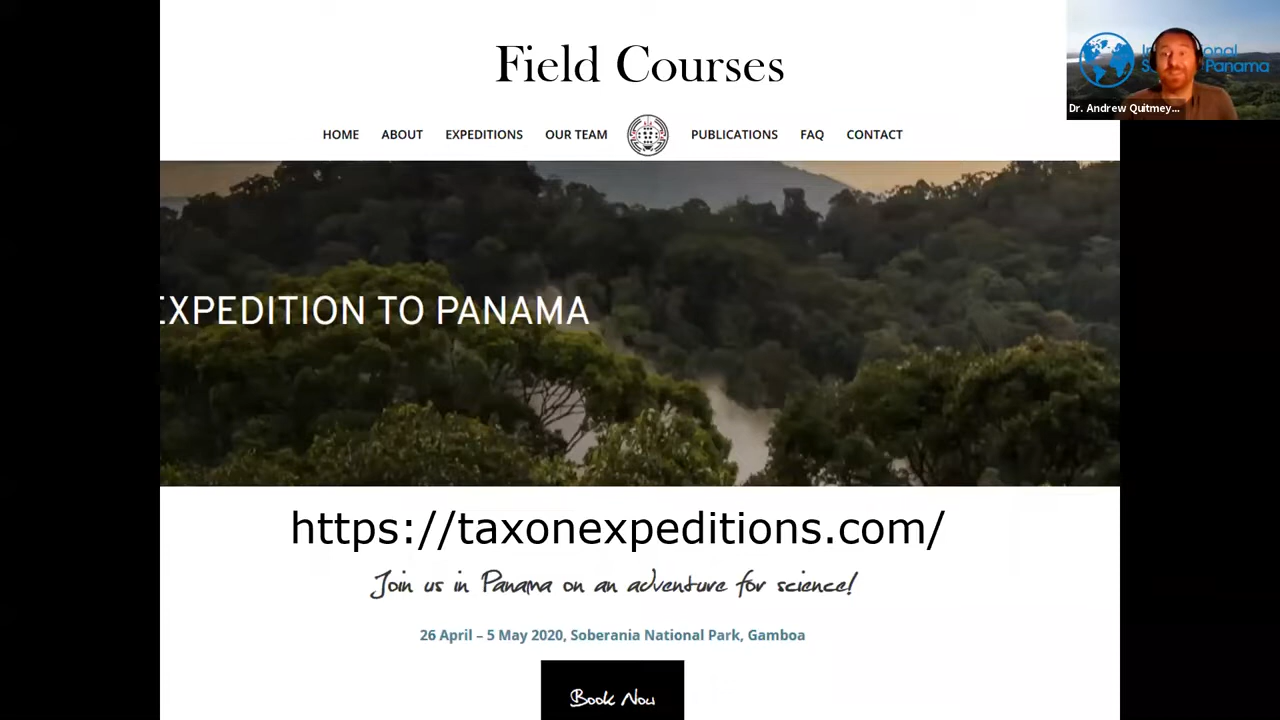 Field Courses
HOME ABOUT EXPEDITIONS OUR TEAM PUBLICATIONS FAQ CONTACT
EXPEDITION TO PANAMA
https://taxonexpeditions.com/
Join us in Panama on an adventure for science!
26 April – 5 May 2020, Soberania National Park, Gamboa
Book Now
Panama
Dr. Andrew Quitmey...